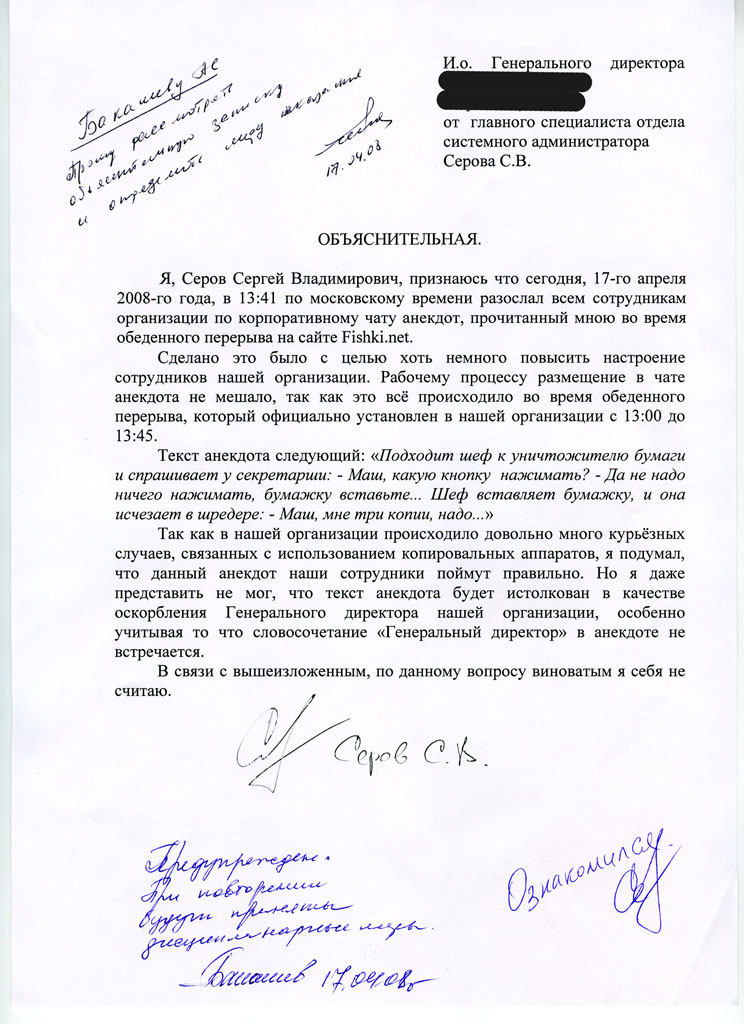 Бакалиеву АС
Прошу рассмотреть
объяснительную записку
и определить меру наказания
17.04.08
И.о. Генерального директора
от главного специалиста отдела
системного администратора
Серова С.В.
ОБЪЯСНИТЕЛЬНАЯ.
Я, Серов Сергей Владимирович, признаюсь что сегодня, 17-го апреля
2008-го года, в 13:41 по московскому времени разослал всем сотрудникам
организации по корпоративному чату анекдот, прочитанный мною во время
обеденного перерыва на сайте Fishki.net.
Сделано это было с целью хоть немного повысить настроение
сотрудников нашей организации. Рабочему процессу размещение в чате
анекдота не мешало, так как это всё происходило во время обеденного
перерыва, который официально установлен в нашей организации с 13:00 до
13:45.
Текст анекдота следующий: «Подходит шеф к уничтожителю бумаги
и спрашивает у секретарши: - Маш, какую кнопку нажимать? - Да не надо
ничего нажимать, бумажку вставьте... Шеф вставляет бумажку, и она
исчезает в шредере: - Маш, мне три копии, надо...»
Так как в нашей организации происходило довольно много курьёзных
случаев, связанных с использованием копировальных аппаратов, я подумал,
что данный анекдот наши сотрудники поймут правильно. Но я даже
представить не мог, что текст анекдота будет истолкован в качестве
оскорбления Генерального директора нашей организации, особенно
учитывая то что словосочетание «Генеральный директор» в анекдоте не
встречается.
В связи с вышеизложенным, по данному вопросу виноватым я себя не
считаю.
Серов С.В.
Предупрежден.
При повторении
будут приняты
дисциплинарные меры.
17.04.08г
Ознакомился.